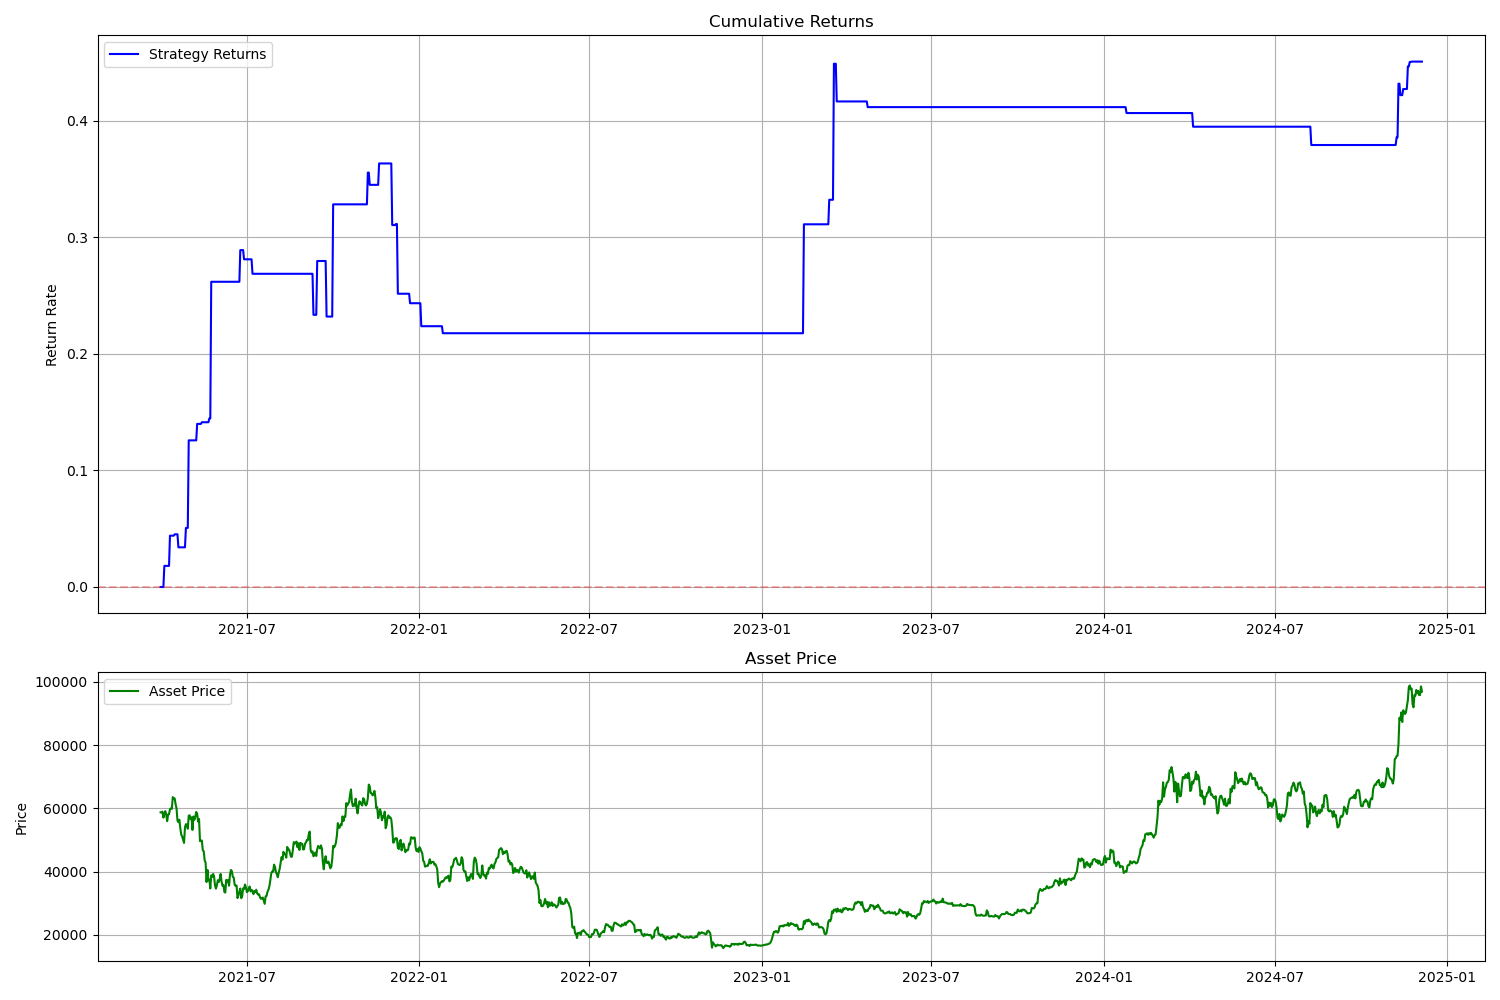 Cumulative Returns
Strategy Returns
Return Rate
0.4
0.3
0.2
0.1
0.0
2021-07 2022-01 2022-07 2023-01 2023-07 2024-01 2024-07 2025-01
Asset Price
Asset Price
Price
100000
80000
60000
40000
20000
2021-07 2022-01 2022-07 2023-01 2023-07 2024-01 2024-07 2025-01